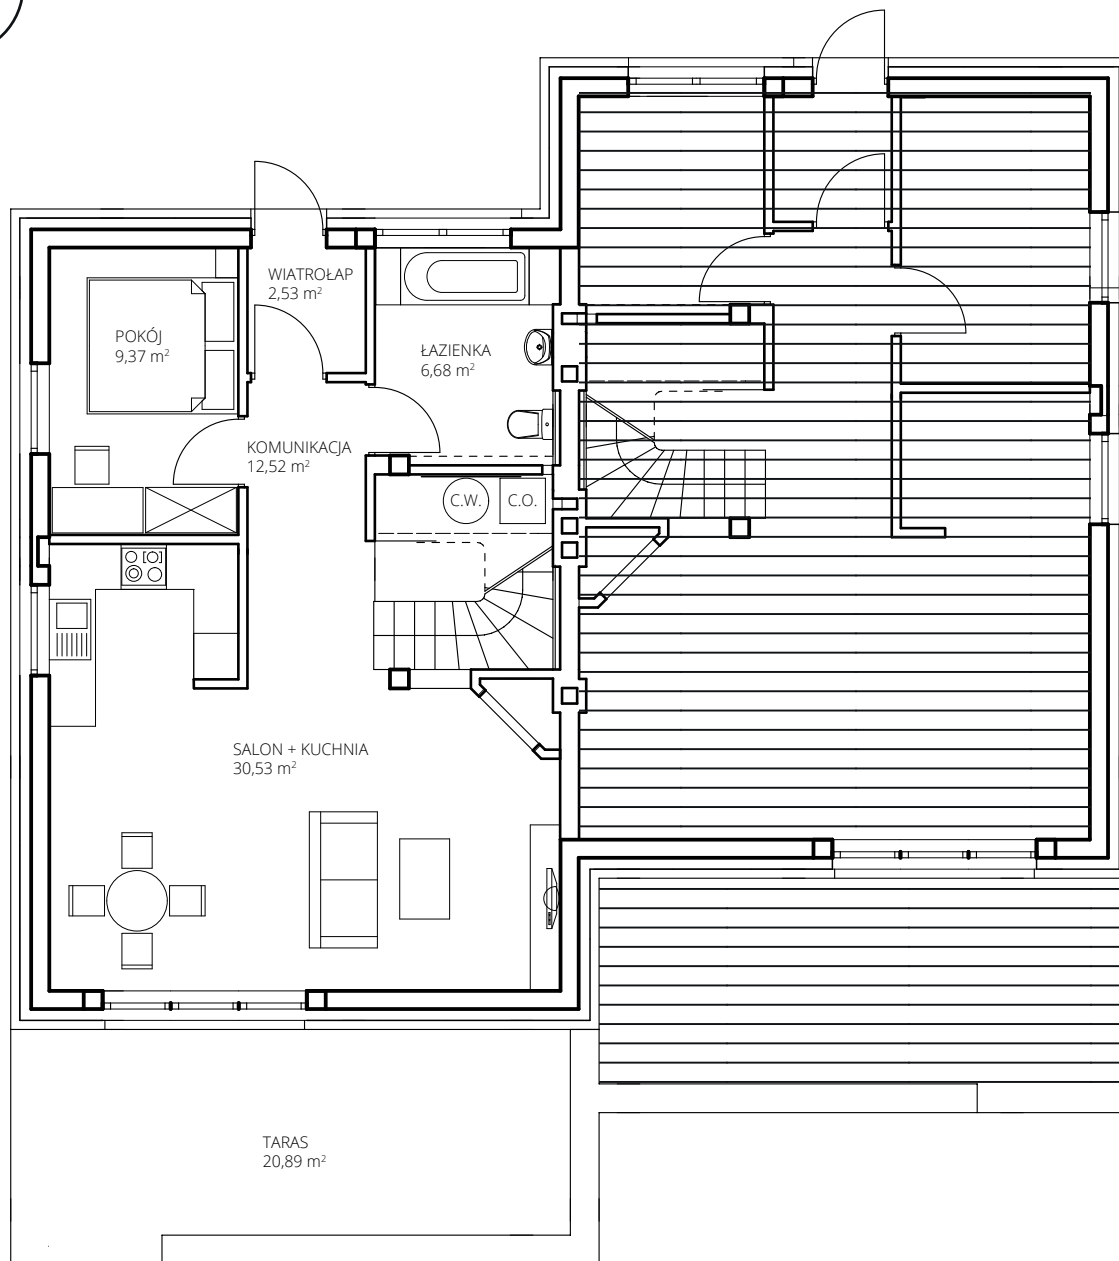 WIATROŁAP
2,53 m²
POKÓJ
9,37 m²
ŁAZIENKA
6,68 m²
KOMUNIKACJA
12,52 m²
C.W.
C.O.
SALON + KUCHNIA
30,53 m²
TARAS
20,89 m²